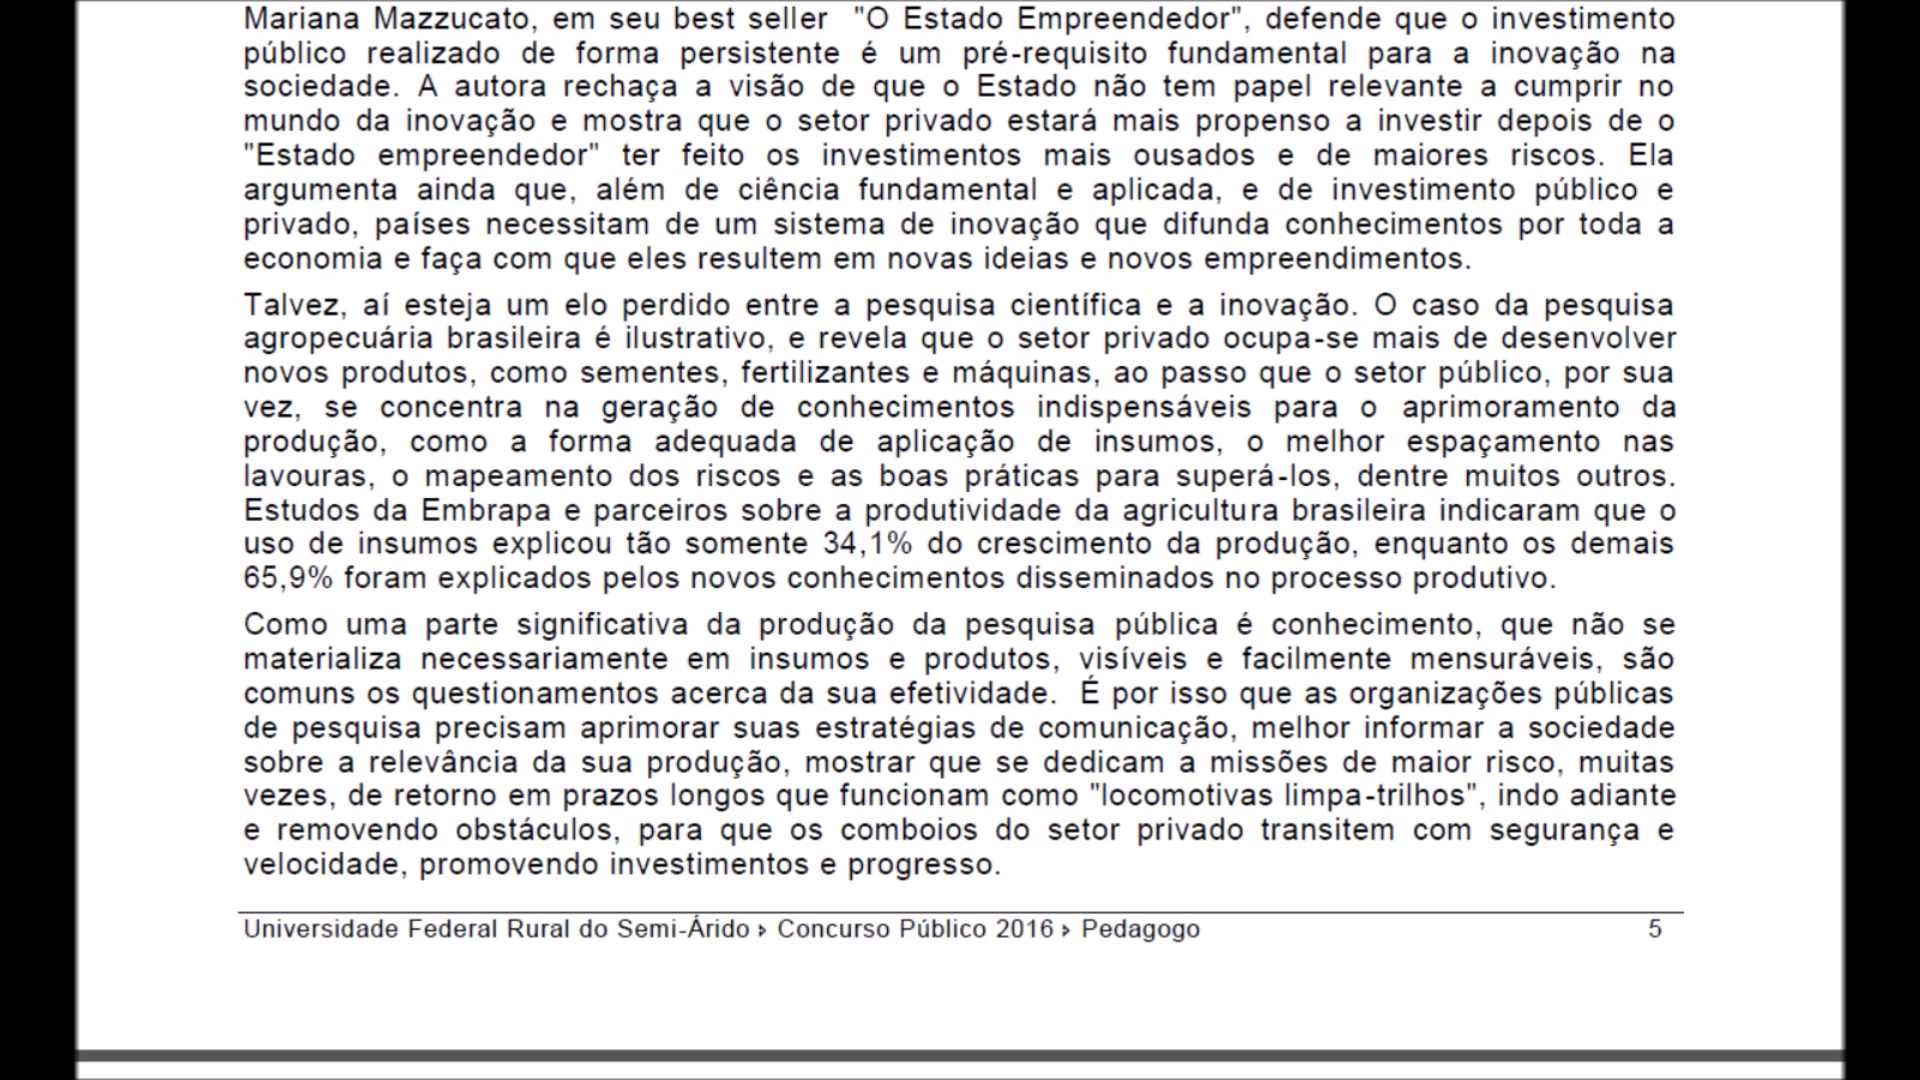 Mariana Mazzucato, em seu best seller "O Estado Empreendedor", defende que o investimento
público realizado de forma persistente é um pré-requisito fundamental para a inovação na
sociedade. A autora rechaça a visão de que o Estado não tem papel relevante a cumprir no
mundo da inovação e mostra que o setor privado estará mais propenso a investir depois de o
"Estado empreendedor" ter feito os investimentos mais ousados e de maiores riscos. Ela
argumenta ainda que, além de ciência fundamental e aplicada, e de investimento público e
privado, países necessitam de um sistema de inovação que difunda conhecimentos por toda a
economia e faça com que eles resultem em novas ideias e novos empreendimentos.
Talvez, aí esteja um elo perdido entre a pesquisa científica e a inovação. O caso da pesquisa
agropecuária brasileira é ilustrativo, e revela que o setor privado ocupa-se mais de desenvolver
novos produtos, como sementes, fertilizantes e máquinas, ao passo que o setor público, por sua
vez, se concentra na geração de conhecimentos indispensáveis para o aprimoramento da
produção, como a forma adequada de aplicação de insumos, o melhor espaçamento nas
lavouras, o mapeamento dos riscos e as boas práticas para superá-los, dentre muitos outros.
Estudos da Embrapa e parceiros sobre a produtividade da agricultura brasileira indicaram que o
uso de insumos explicou tão somente 34,1% do crescimento da produção, enquanto os demais
65,9% foram explicados pelos novos conhecimentos disseminados no processo produtivo.
Como uma parte significativa da produção da pesquisa pública é conhecimento, que não se
materializa necessariamente em insumos e produtos, visíveis e facilmente mensuráveis, são
comuns os questionamentos acerca da sua efetividade. É por isso que as organizações públicas
de pesquisa precisam aprimorar suas estratégias de comunicação, melhor informar a sociedade
sobre a relevância da sua produção, mostrar que se dedicam a missões de maior risco, muitas
vezes, de retorno em prazos longos que funcionam como "locomotivas limpa-trilhos", indo adiante
e removendo obstáculos, para que os comboios do setor privado transitem com segurança e
velocidade, promovendo investimentos e progresso.
Universidade Federal Rural do Semi-Árido › Concurso Público 2016 › Pedagogo 5